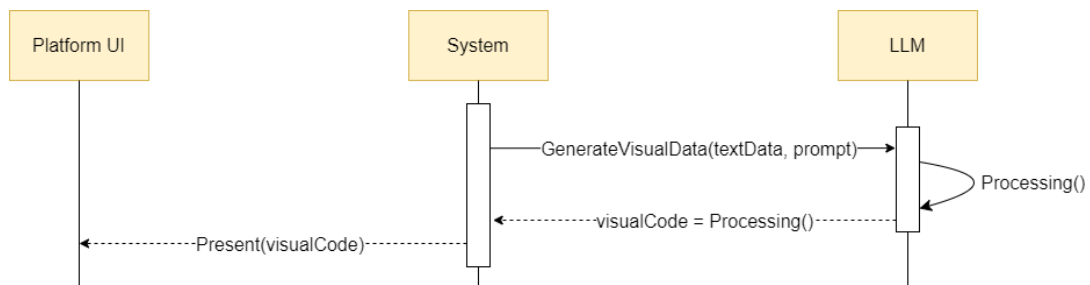 Platform UI
System
LLM
GenerateVisualData(textData, prompt)
Processing()
visualCode = Processing()
Present(visualCode)